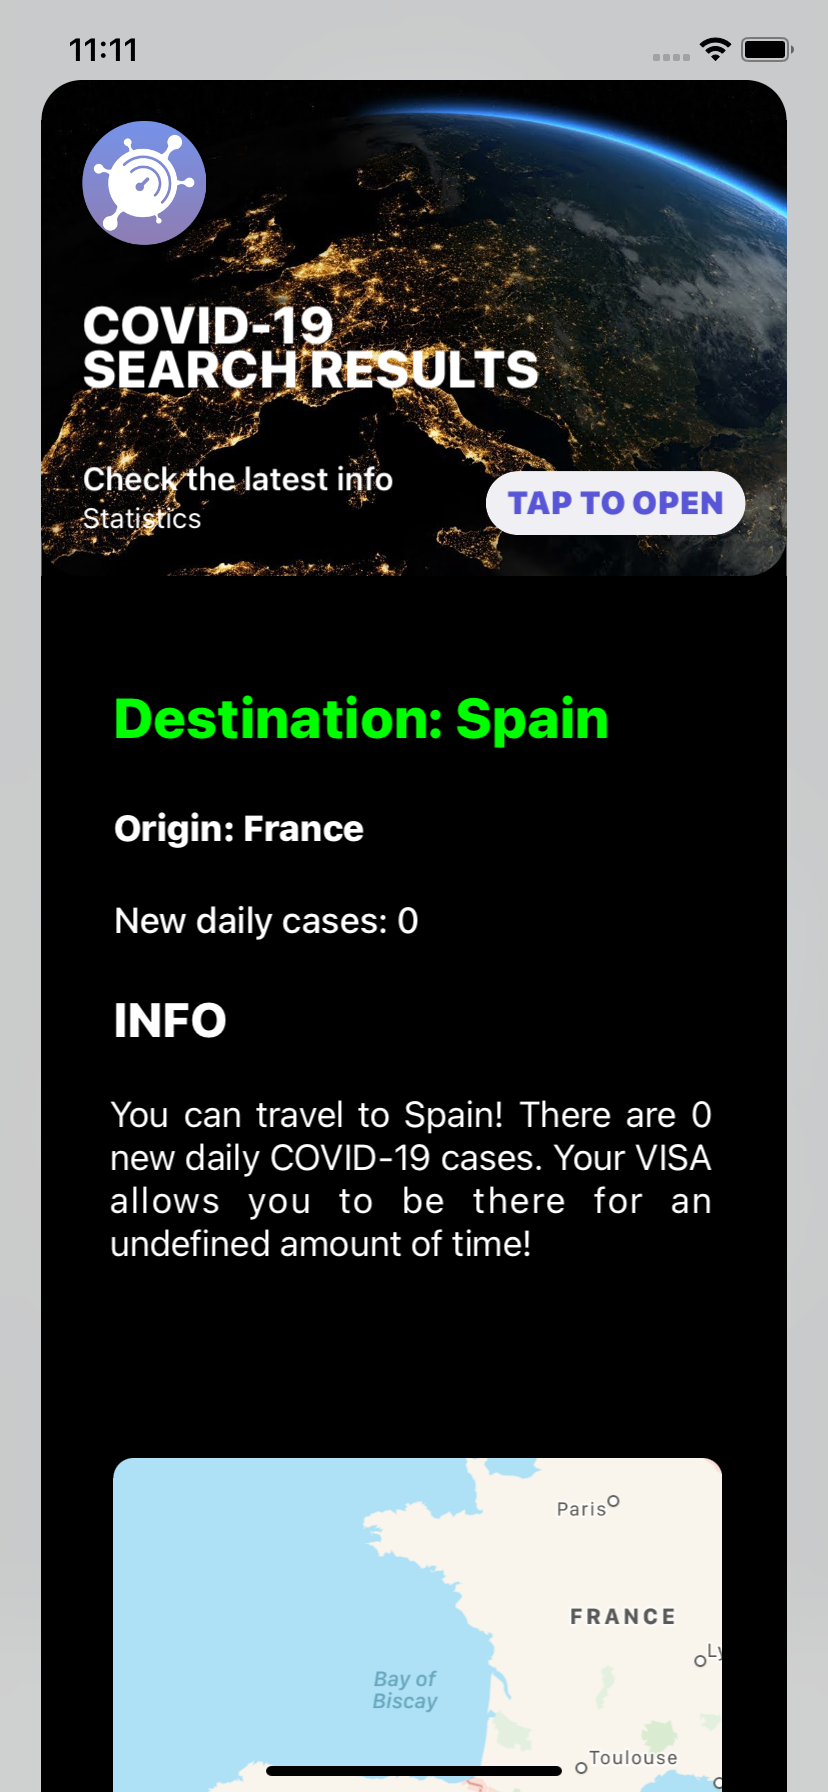 11:11
COVID-19
SEARCH RESULTS
Check the latest info
Statistics
TAP TO OPEN
Destination: Spain
Origin: France
New daily cases: 0
INFO
You can travel to Spain! There are 0
new daily COVID-19 cases. Your VISA
allows you to be there for an
undefined amount of time!
Paris
FRANCE
Ly
Bay of
Biscay
Toulouse